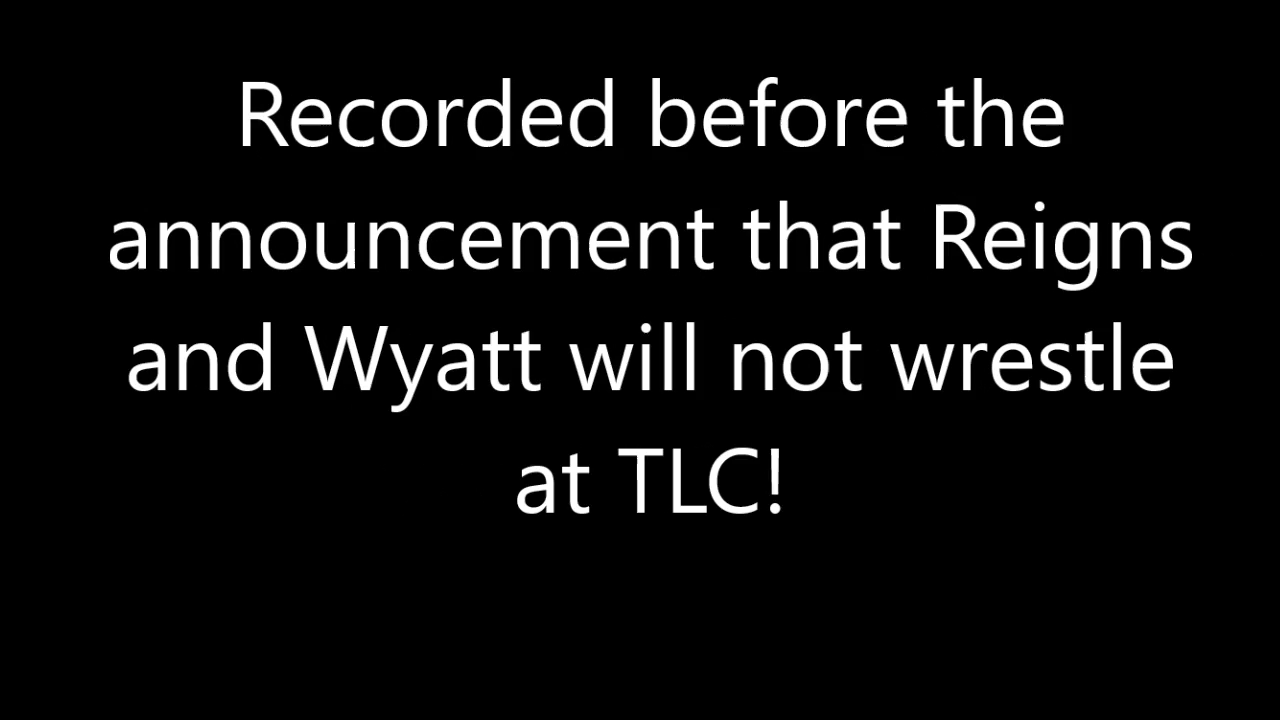 Recorded before the
announcement that Reigns
and Wyatt will not wrestle
at TLC!